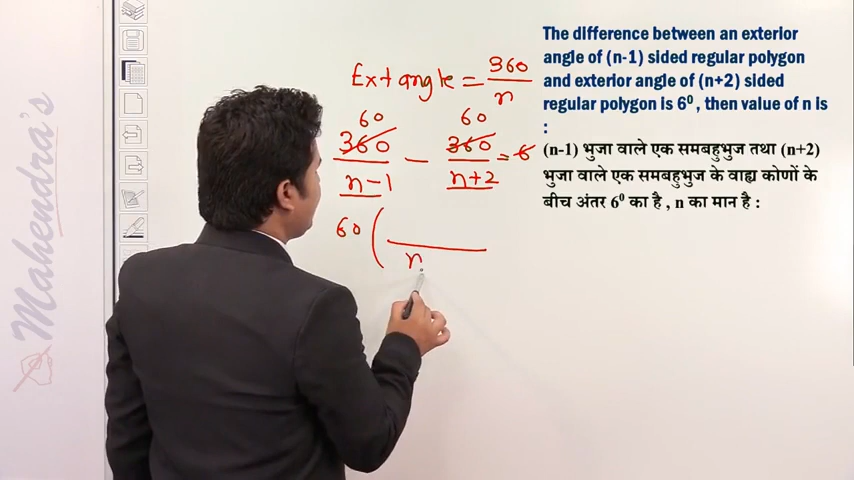 Mahendra's
Ext angle = 360/n
60 60
360/n-1 - 360/n+2 = 6
60 ( /n
The difference between an exterior
angle of (n-1) sided regular polygon
and exterior angle of (n+2) sided
regular polygon is 6⁰ , then value of n is
:
(n-1) भुजा वाले एक समबहुभुज तथा (n+2)
भुजा वाले एक समबहुभुज के वाह्य कोणों के
बीच अंतर 6⁰ का है , n का मान है :